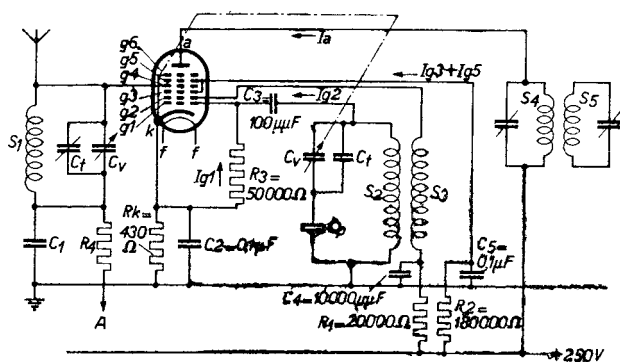 g6
g5
g4
g3
g2
g1
k
a
f
f
Ia
Ig3+Ig5
Ig2
C3=
100µµF
S1
Ct
Cv
Ig1
R3=
50000Ω
Cv
Ct
S2
S3
S4
S5
C1
R4
Rk=
430
Ω
C2=0,1µF
C5=
0,1µF
C4=10000µµF
R1=20000Ω
R2=
180000Ω
A
+290V